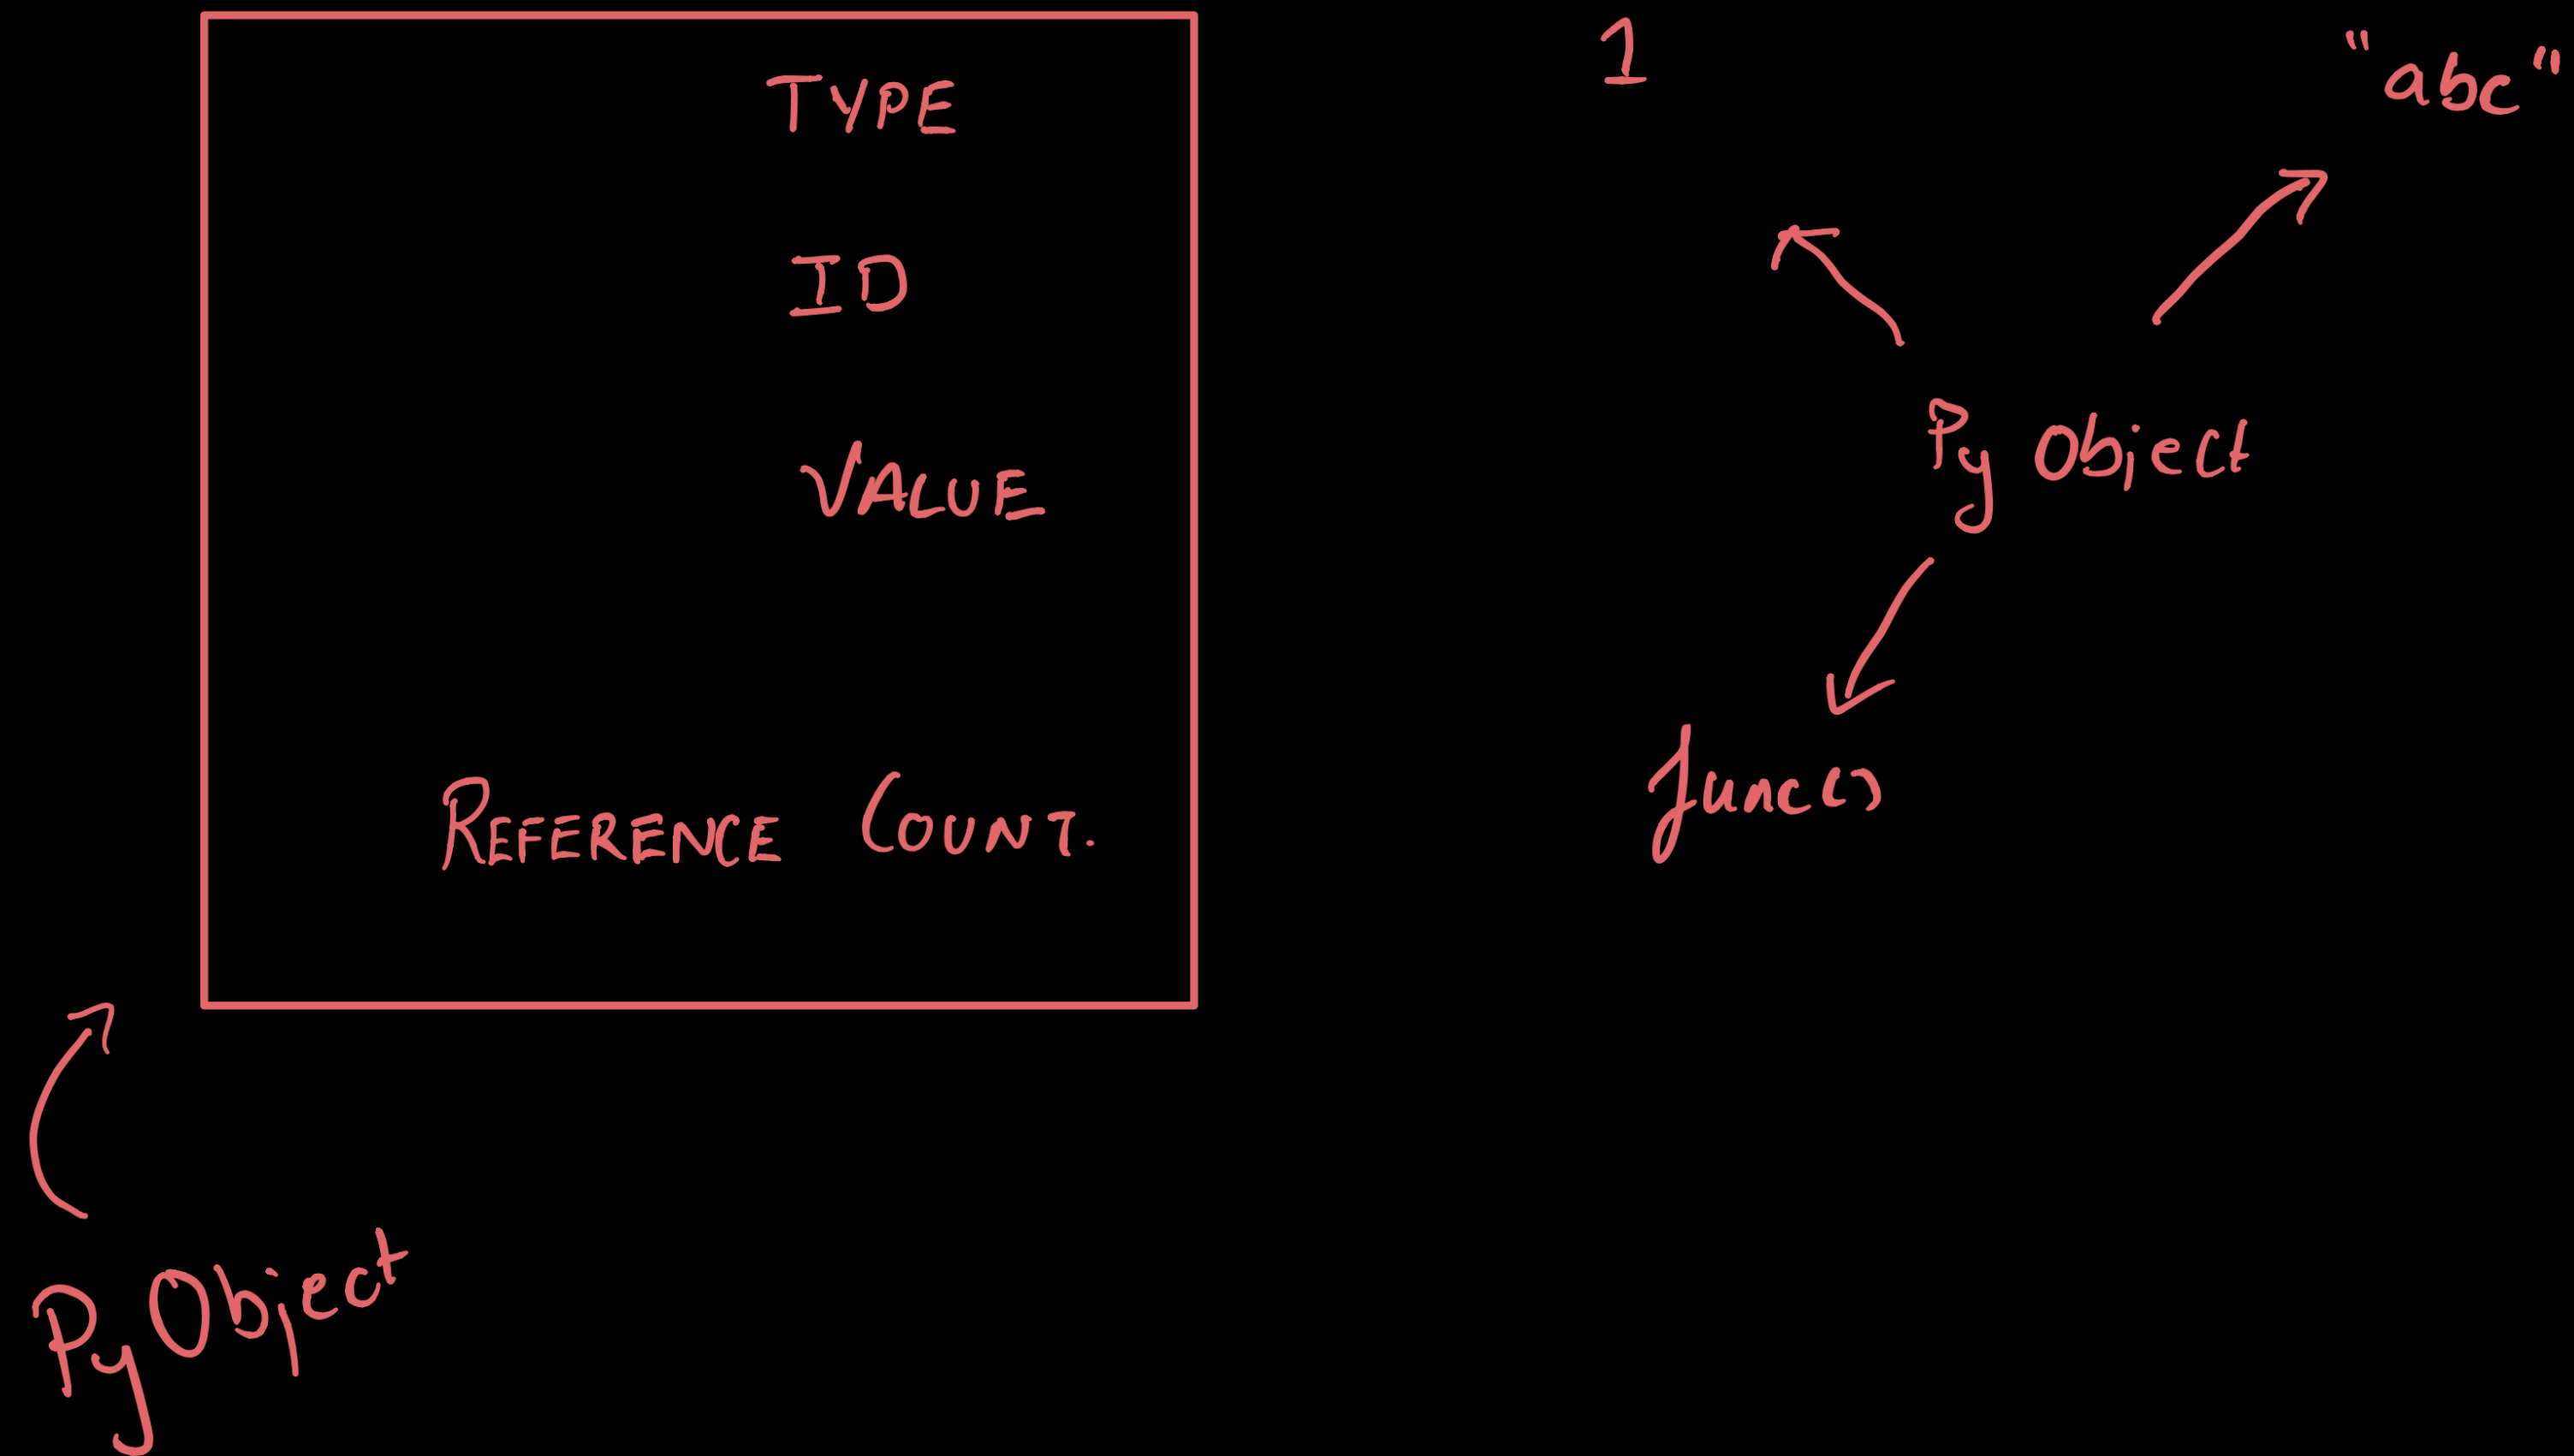 TYPE
ID
VALUE
REFERENCE COUNT.
PyObject
1
"abc"
Py Object
func()